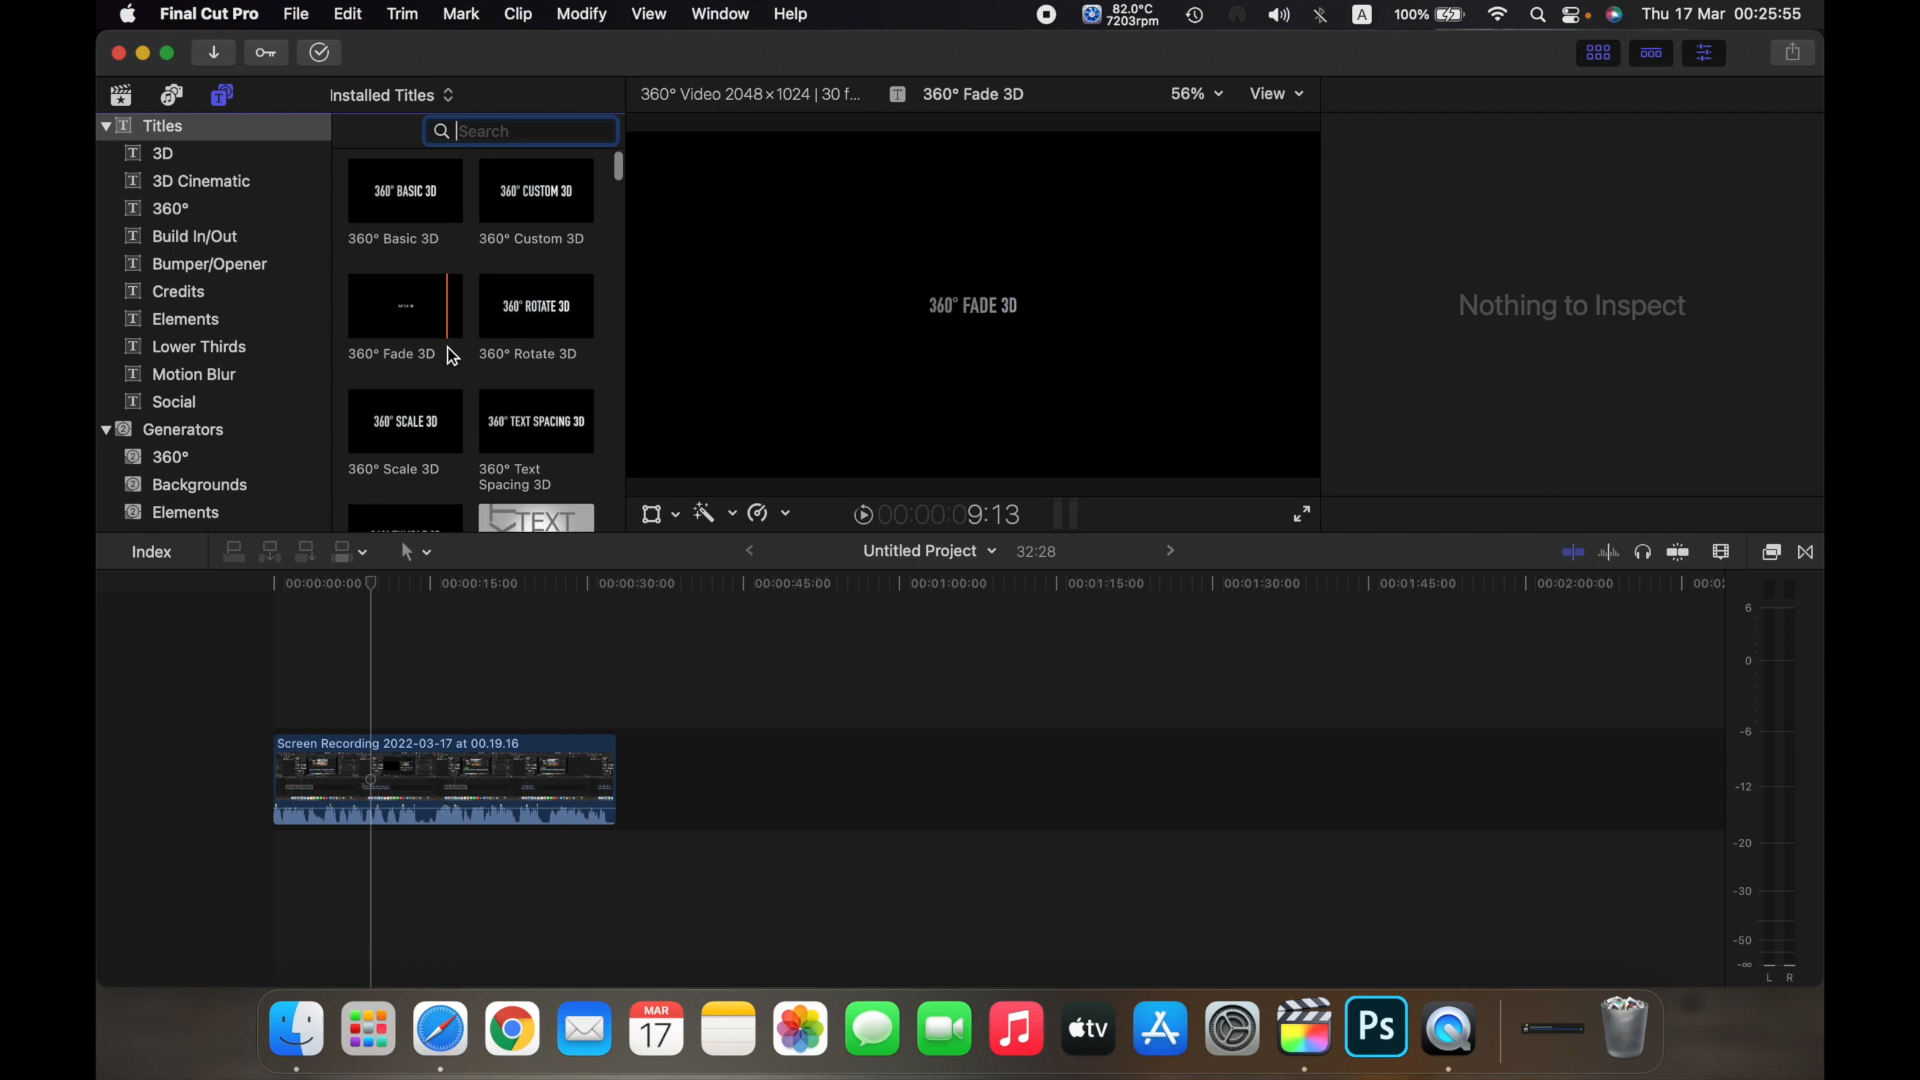 Final Cut Pro File Edit Trim Mark Clip Modify View Window Help 82.0°C 7203rpm A 100% Thu 17 Mar 00:25:55
Installed Titles 360° Video 2048×1024 | 30 f... T 360° Fade 3D 56% View
Titles
Search
3D
3D Cinematic
360°
Build In/Out
Bumper/Opener
Credits
Elements
Lower Thirds
Motion Blur
Social
Generators
360°
Backgrounds
Elements
360° BASIC 3D 360° CUSTOM 3D
360° Basic 3D 360° Custom 3D
360° ROTATE 3D
360° Fade 3D 360° Rotate 3D
360° SCALE 3D 360° TEXT SPACING 3D
360° Scale 3D 360° Text
Spacing 3D
TEXT
360° FADE 3D
00:00:09:13
Nothing to Inspect
Index Untitled Project 32:28
00:00:00:00 00:00:15:00 00:00:30:00 00:00:45:00 00:01:00:00 00:01:15:00 00:01:30:00 00:01:45:00 00:02:00:00
Screen Recording 2022-03-17 at 00.19.16
6
0
-6
-12
-20
-30
-50
-∞
L R
MAR
17
tv
Ps